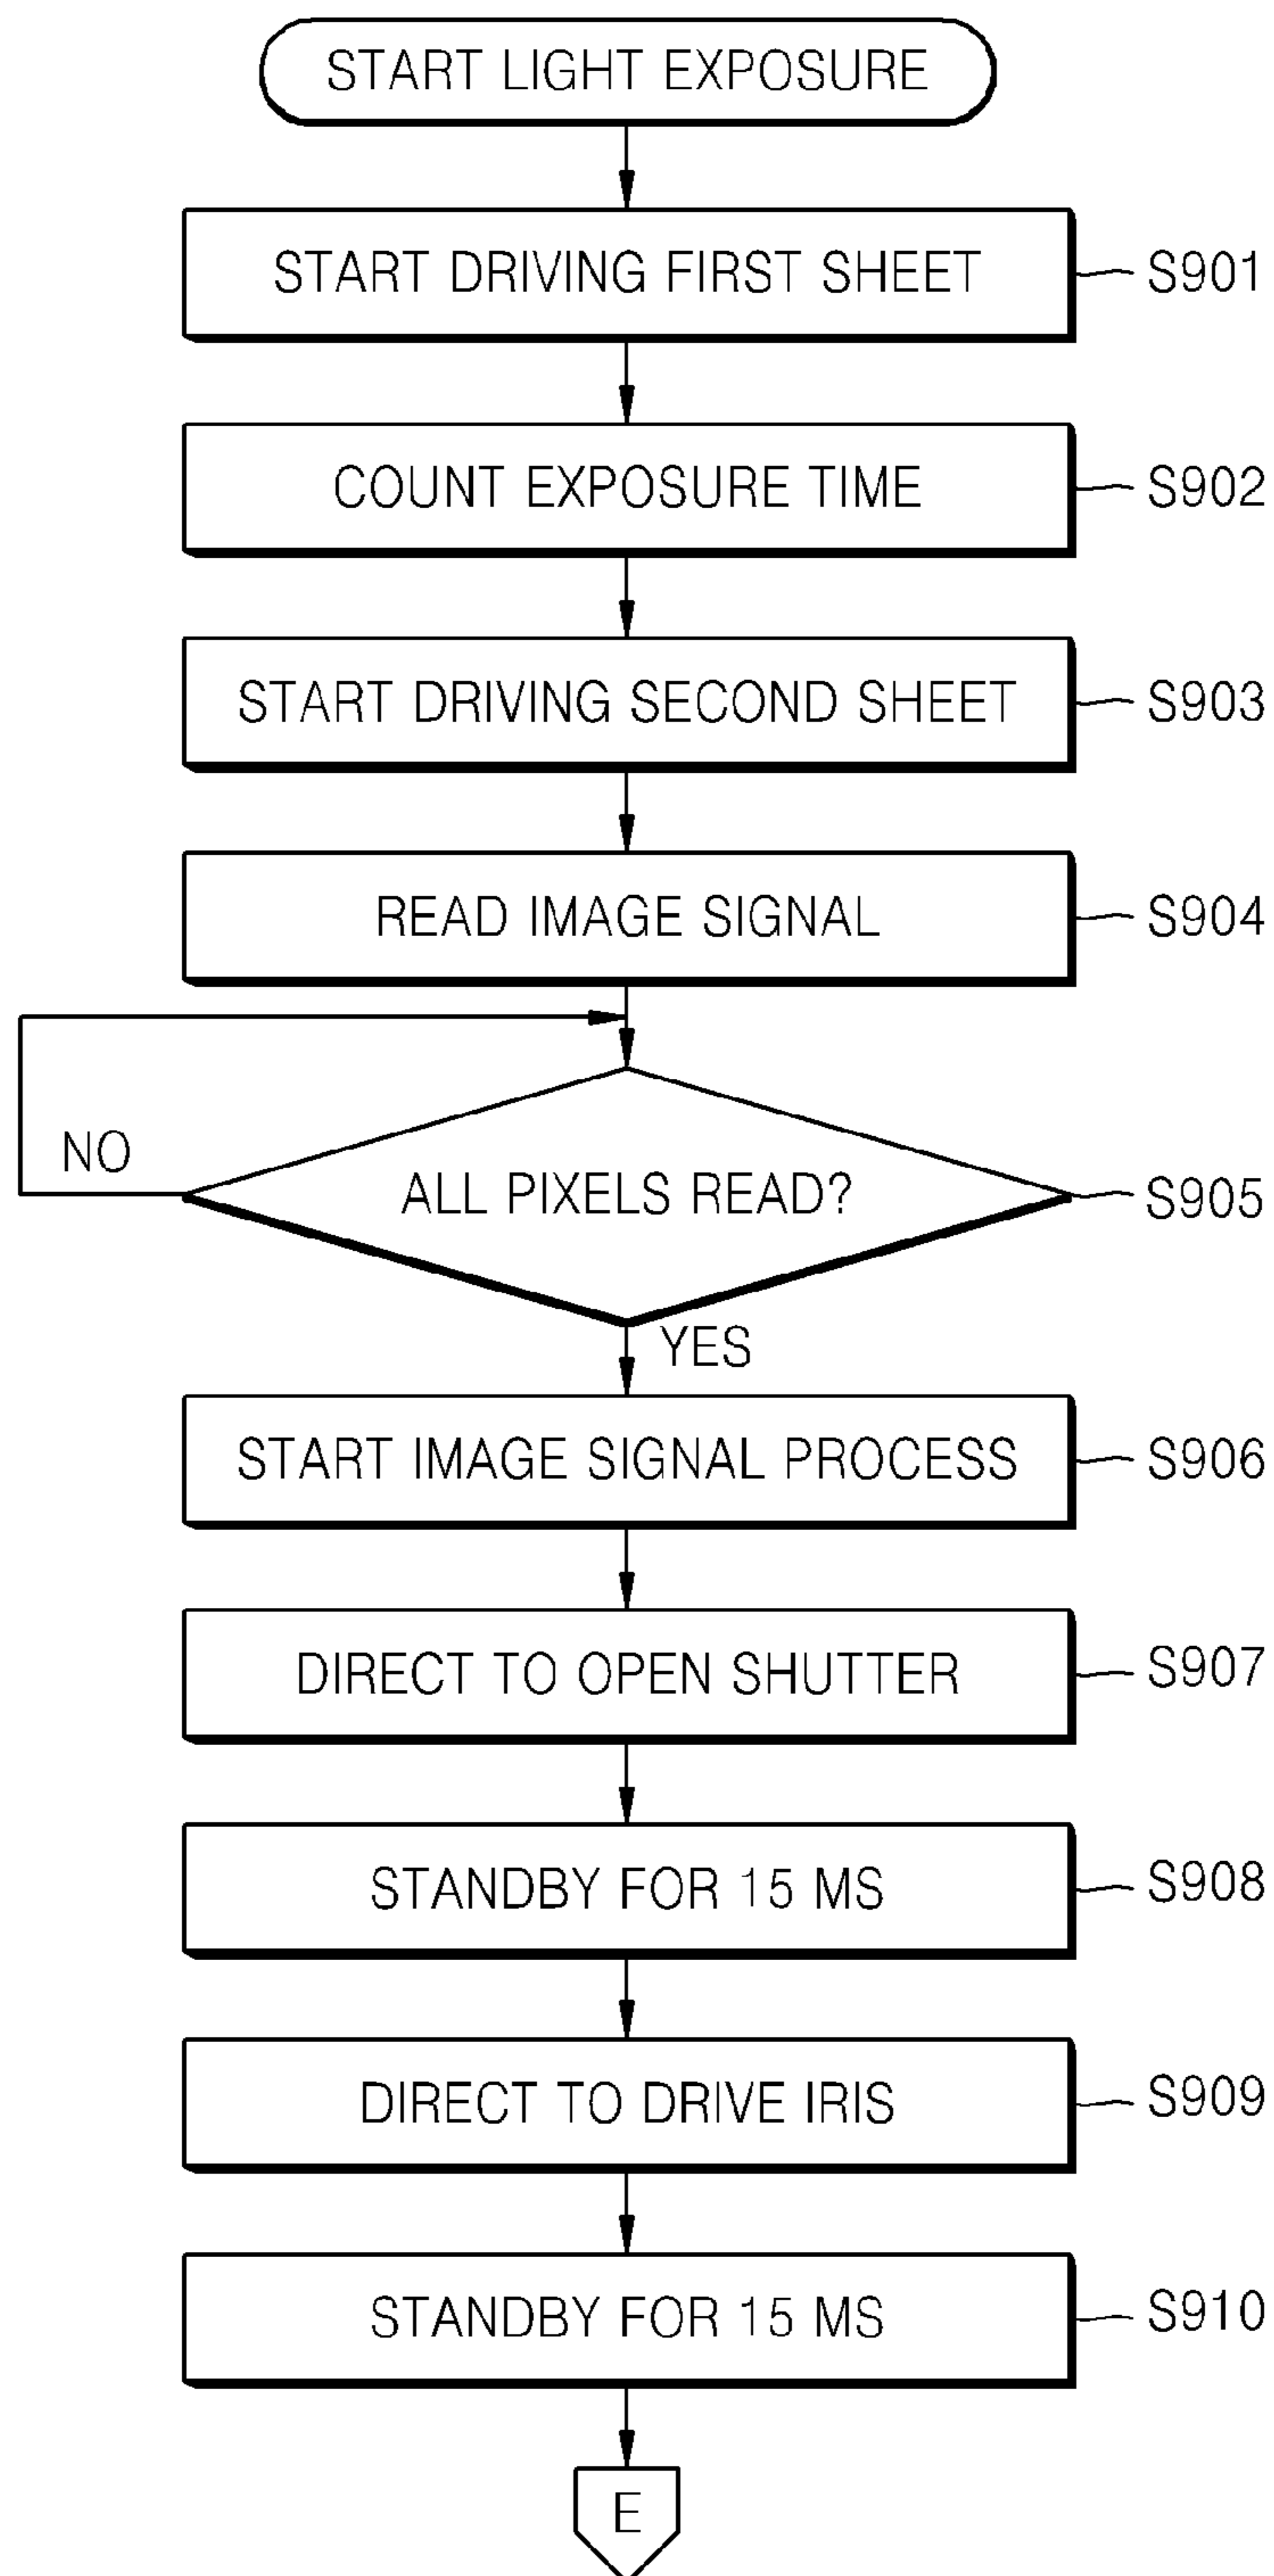 START LIGHT EXPOSURE
START DRIVING FIRST SHEET
S901
COUNT EXPOSURE TIME
S902
START DRIVING SECOND SHEET
S903
READ IMAGE SIGNAL
S904
NO
ALL PIXELS READ?
S905
YES
START IMAGE SIGNAL PROCESS
S906
DIRECT TO OPEN SHUTTER
S907
STANDBY FOR 15 MS
S908
DIRECT TO DRIVE IRIS
S909
STANDBY FOR 15 MS
S910
E